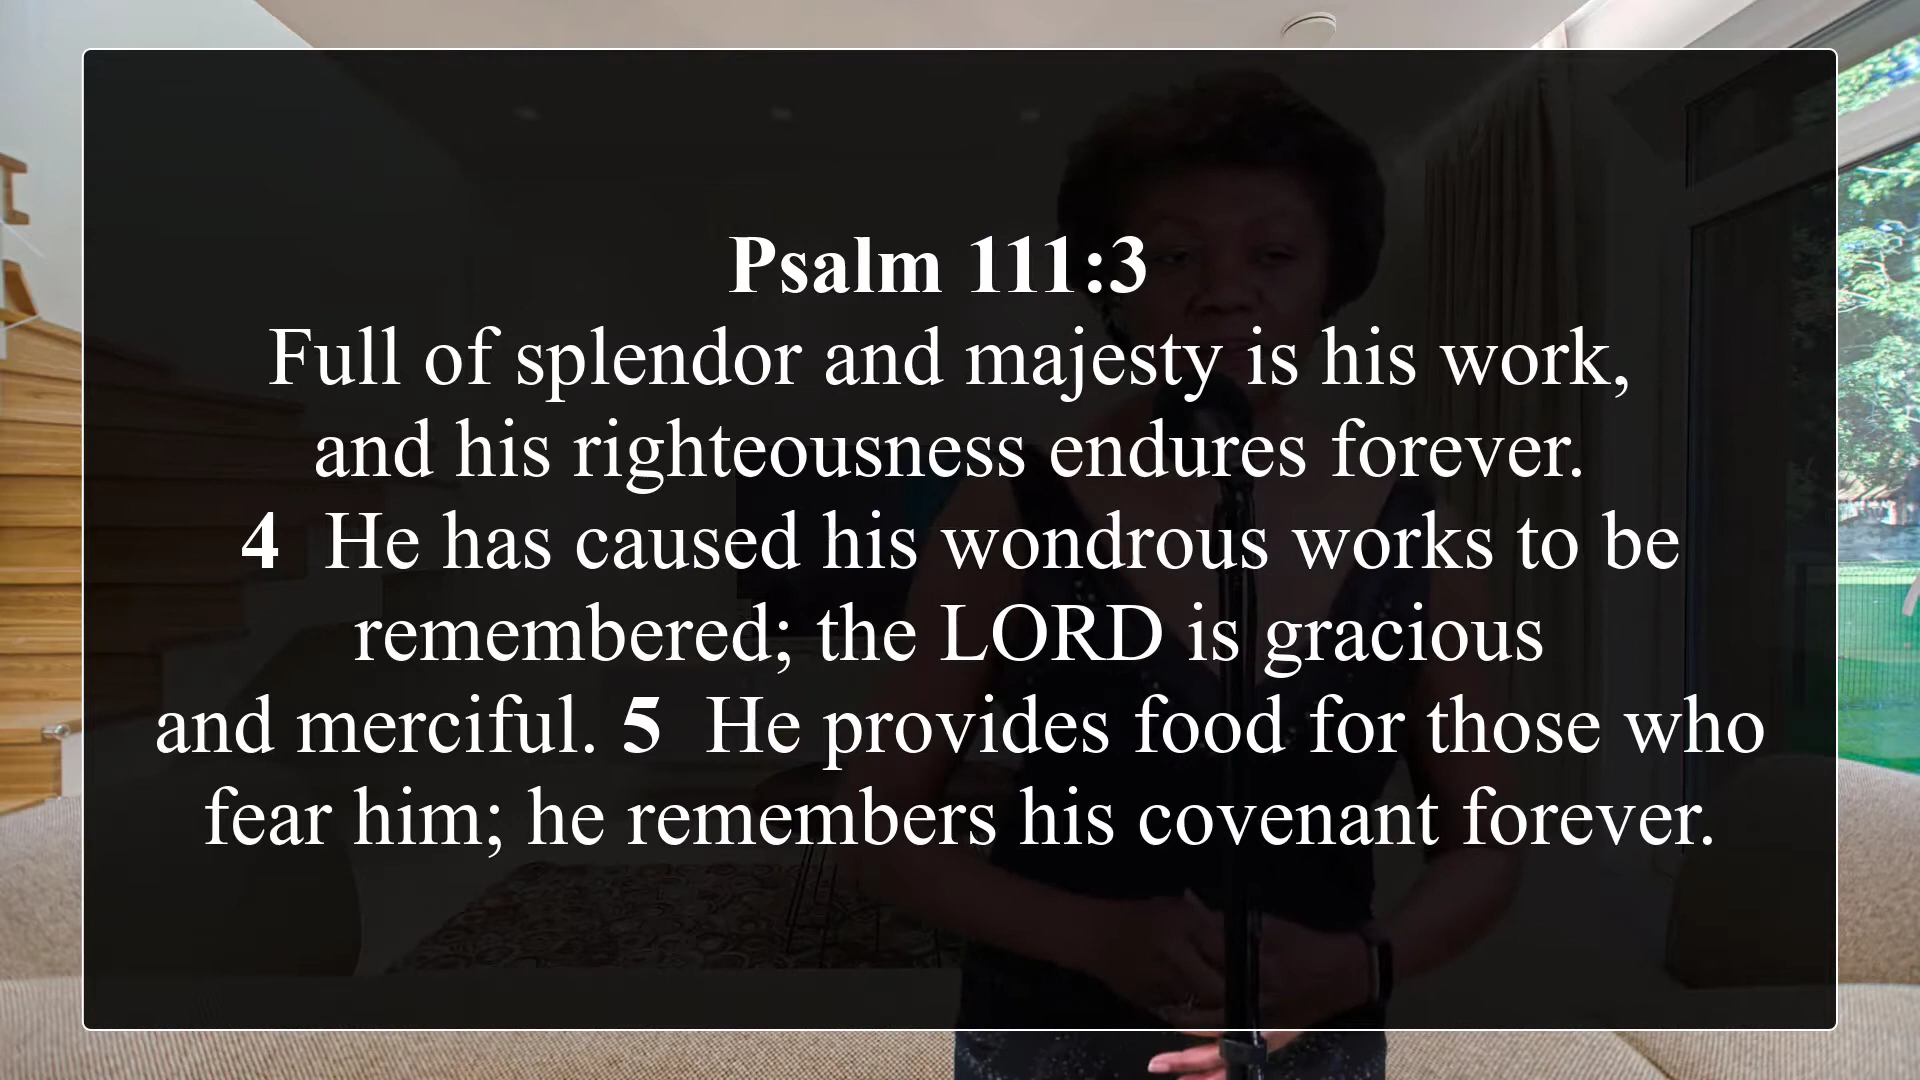 Psalm 111:3
Full of splendor and majesty is his work,
and his righteousness endures forever.
4 He has caused his wondrous works to be
remembered; the LORD is gracious
and merciful. 5 He provides food for those who
fear him; he remembers his covenant forever.